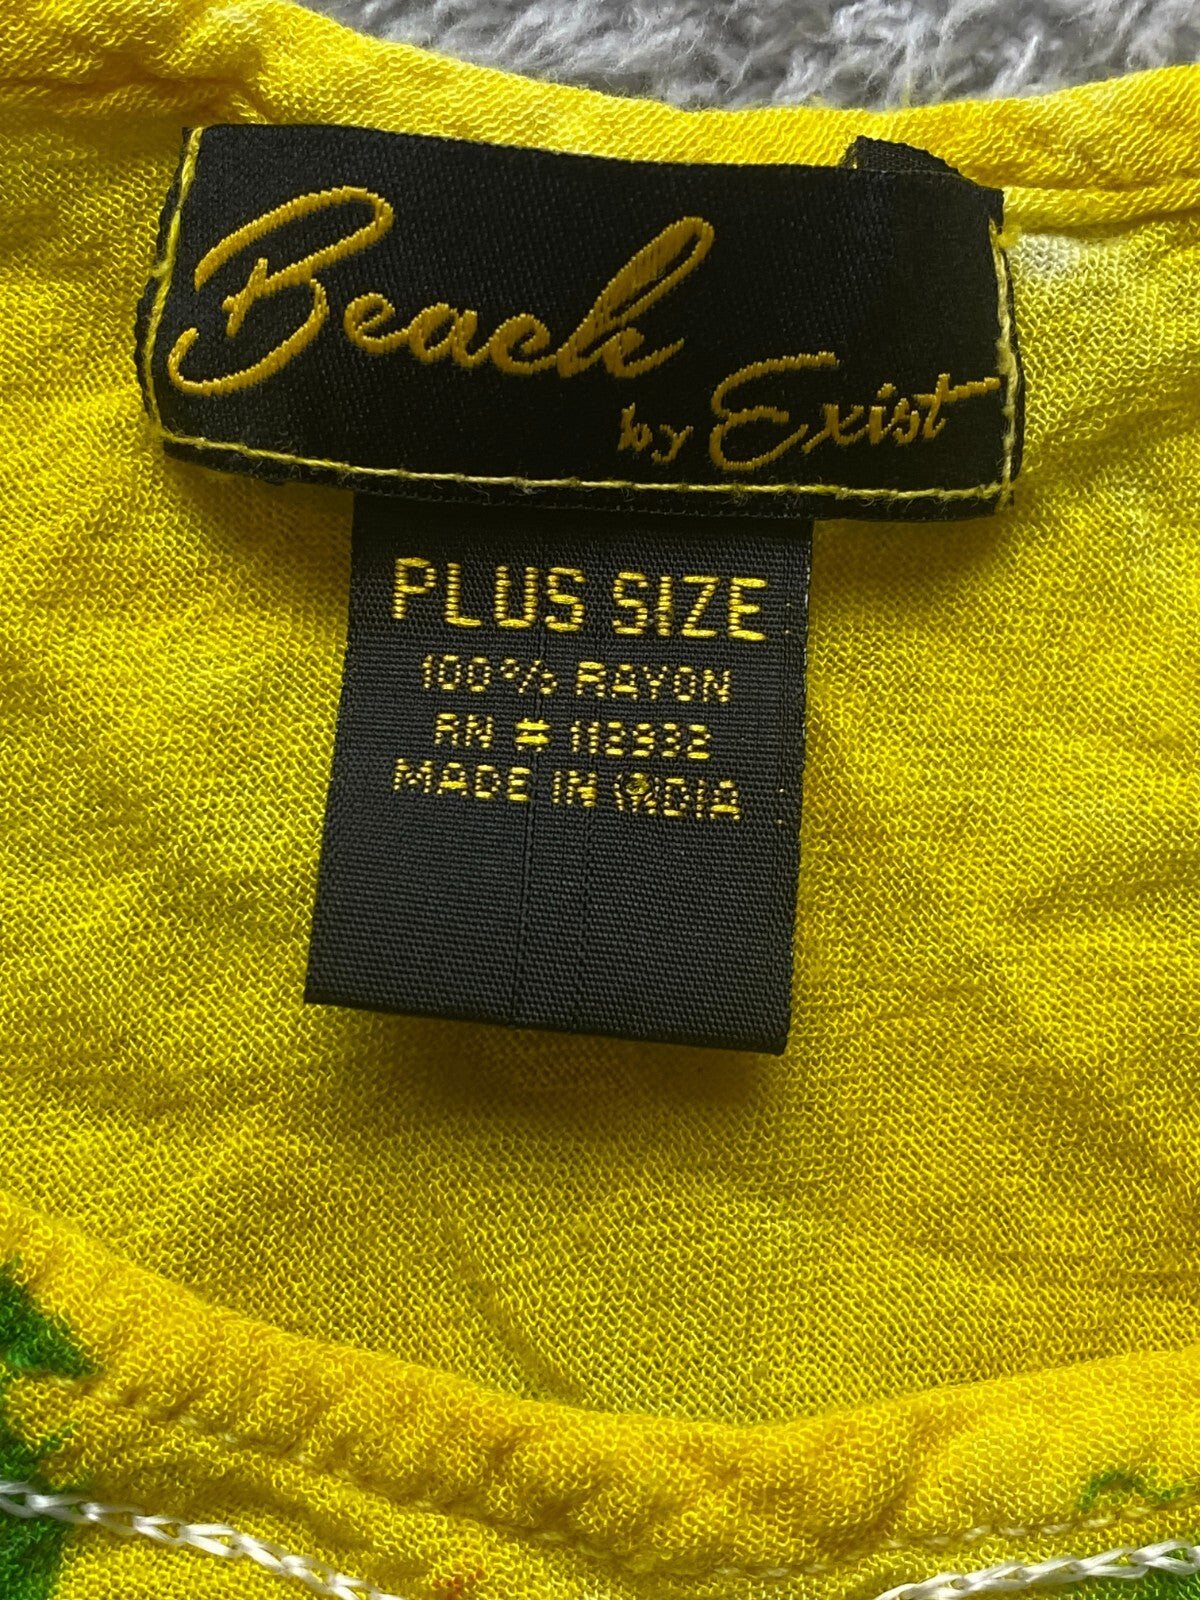 Beach
by Exist
PLUS SIZE
100% RAYON
RN # 112932
MADE IN INDIA